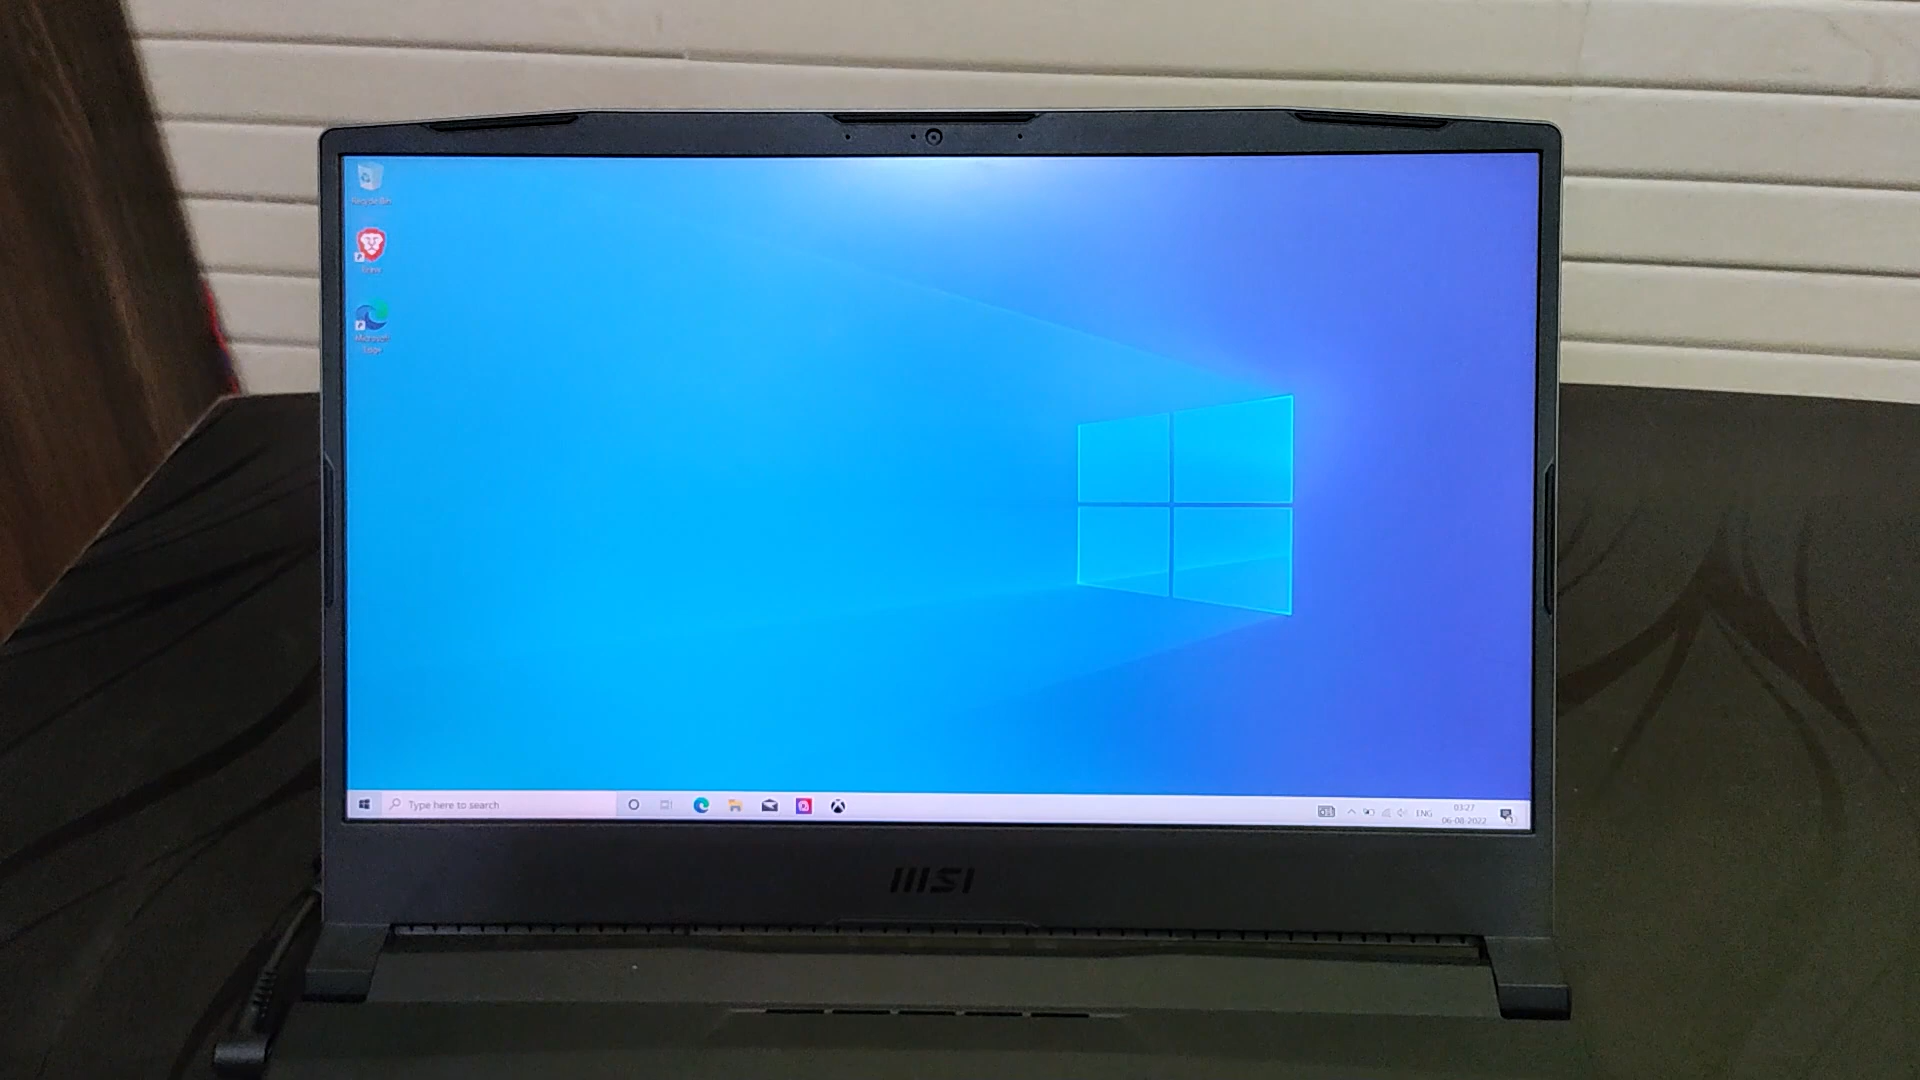 Recycle Bin
Brave
Microsoft
Edge
Type here to search
ENG
03:27
06-08-2022
msi